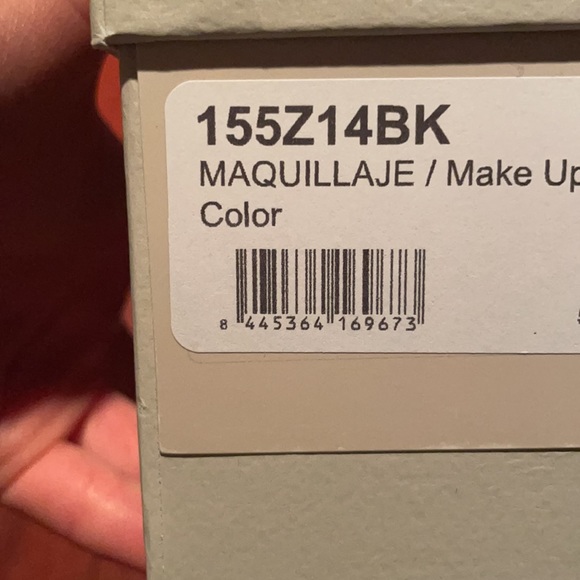 155Z14BK
MAQUILLAJE / Make Up
Color
8 445364 169673